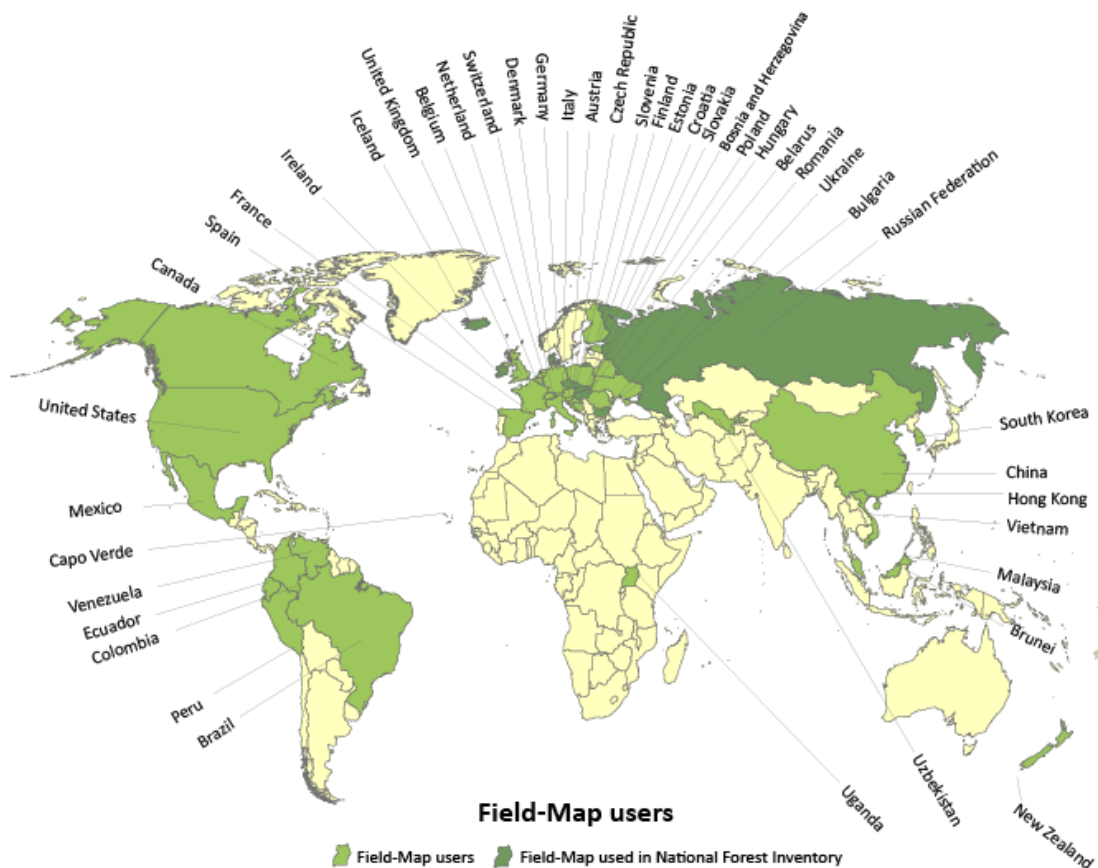 Canada
Spain
France
Ireland
Iceland
United Kingdom
Belgium
Netherland
Switzerland
Denmark
Germany
Italy
Austria
Czech Republic
Slovenia
Finland
Estonia
Croatia
Slovakia
Bosnia and Herzegovina
Poland
Hungary
Belarus
Romania
Ukraine
Bulgaria
Russian Federation
United States
Mexico
Capo Verde
Venezuela
Ecuador
Colombia
Peru
Brazil
South Korea
China
Hong Kong
Vietnam
Malaysia
Brunei
Uganda
Uzbekistan
New Zealand
Field-Map users
Field-Map users
Field-Map used in National Forest Inventory